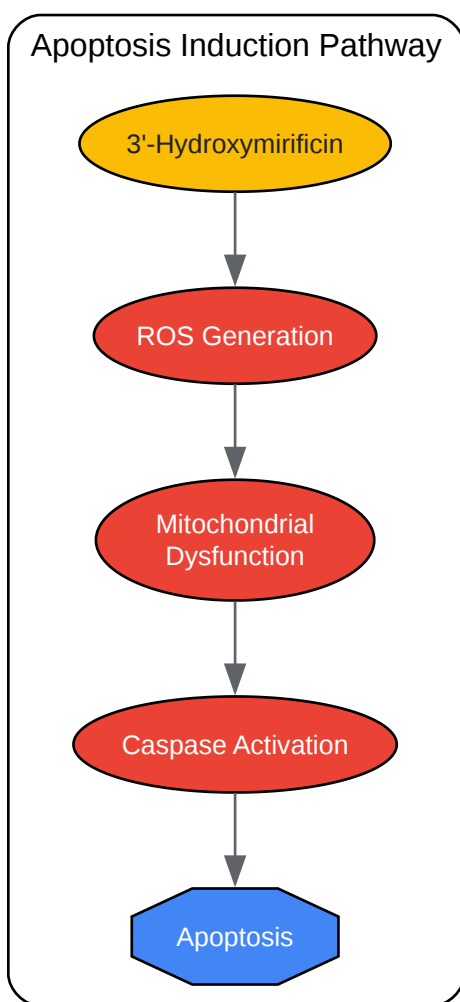 Apoptosis Induction Pathway
3'-Hydroxymirificin
ROS Generation
Mitochondrial
Dysfunction
Caspase Activation
Apoptosis